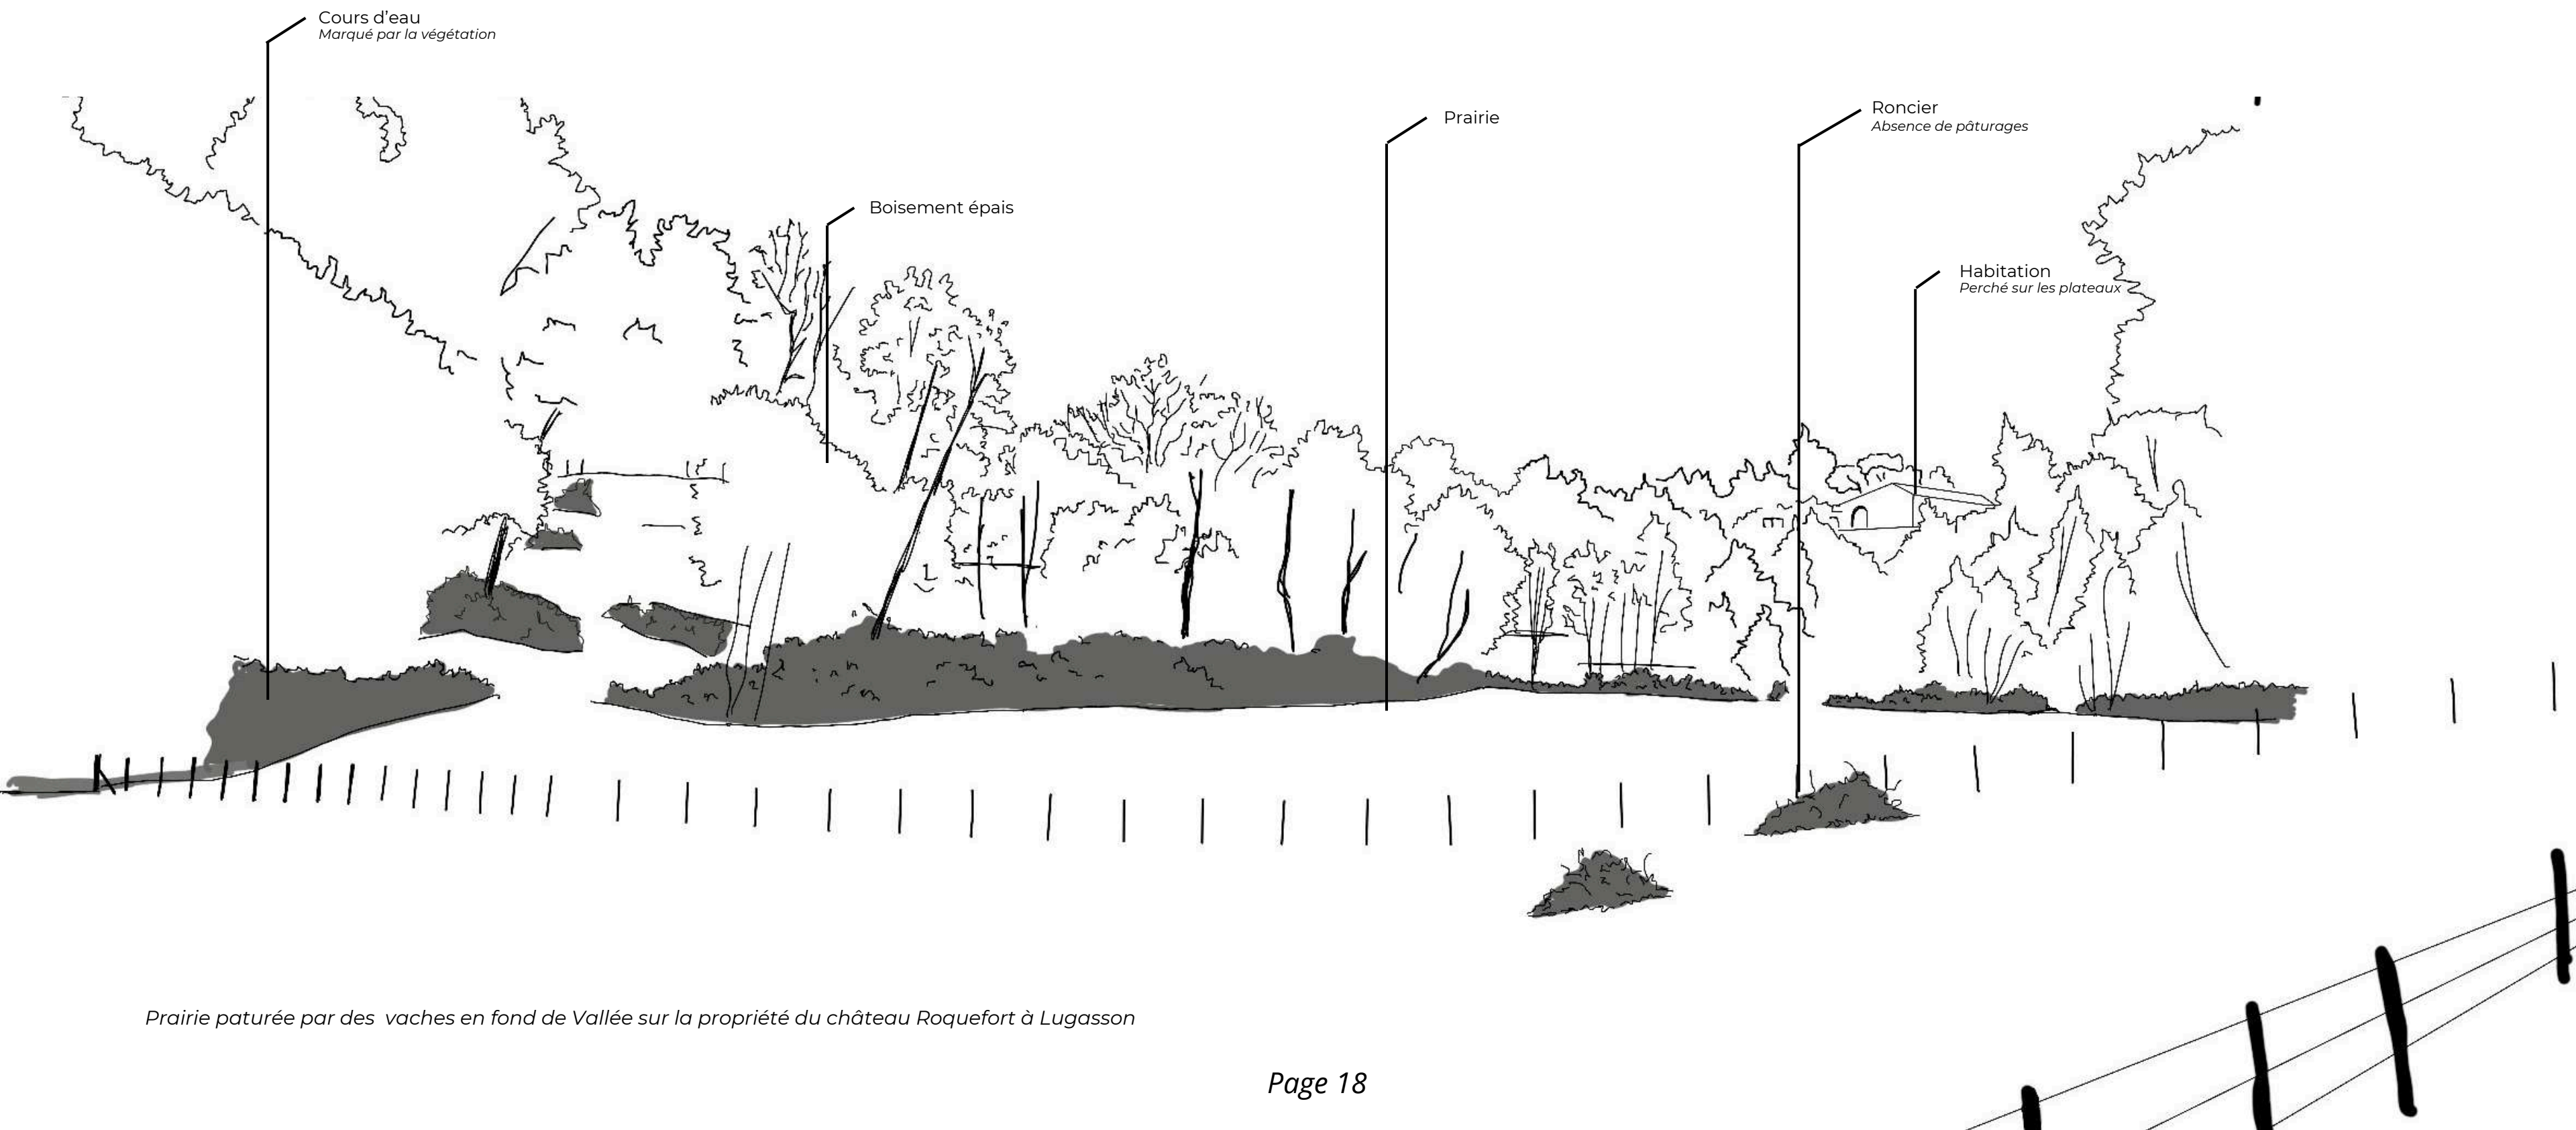 Cours d’eau
Marqué par la végétation
Boisement épais
Prairie
Roncier
Absence de pâturages
Habitation
Perché sur les plateaux
Prairie paturée par des  vaches en fond de Vallée sur la propriété du château Roquefort à Lugasson
Page 18